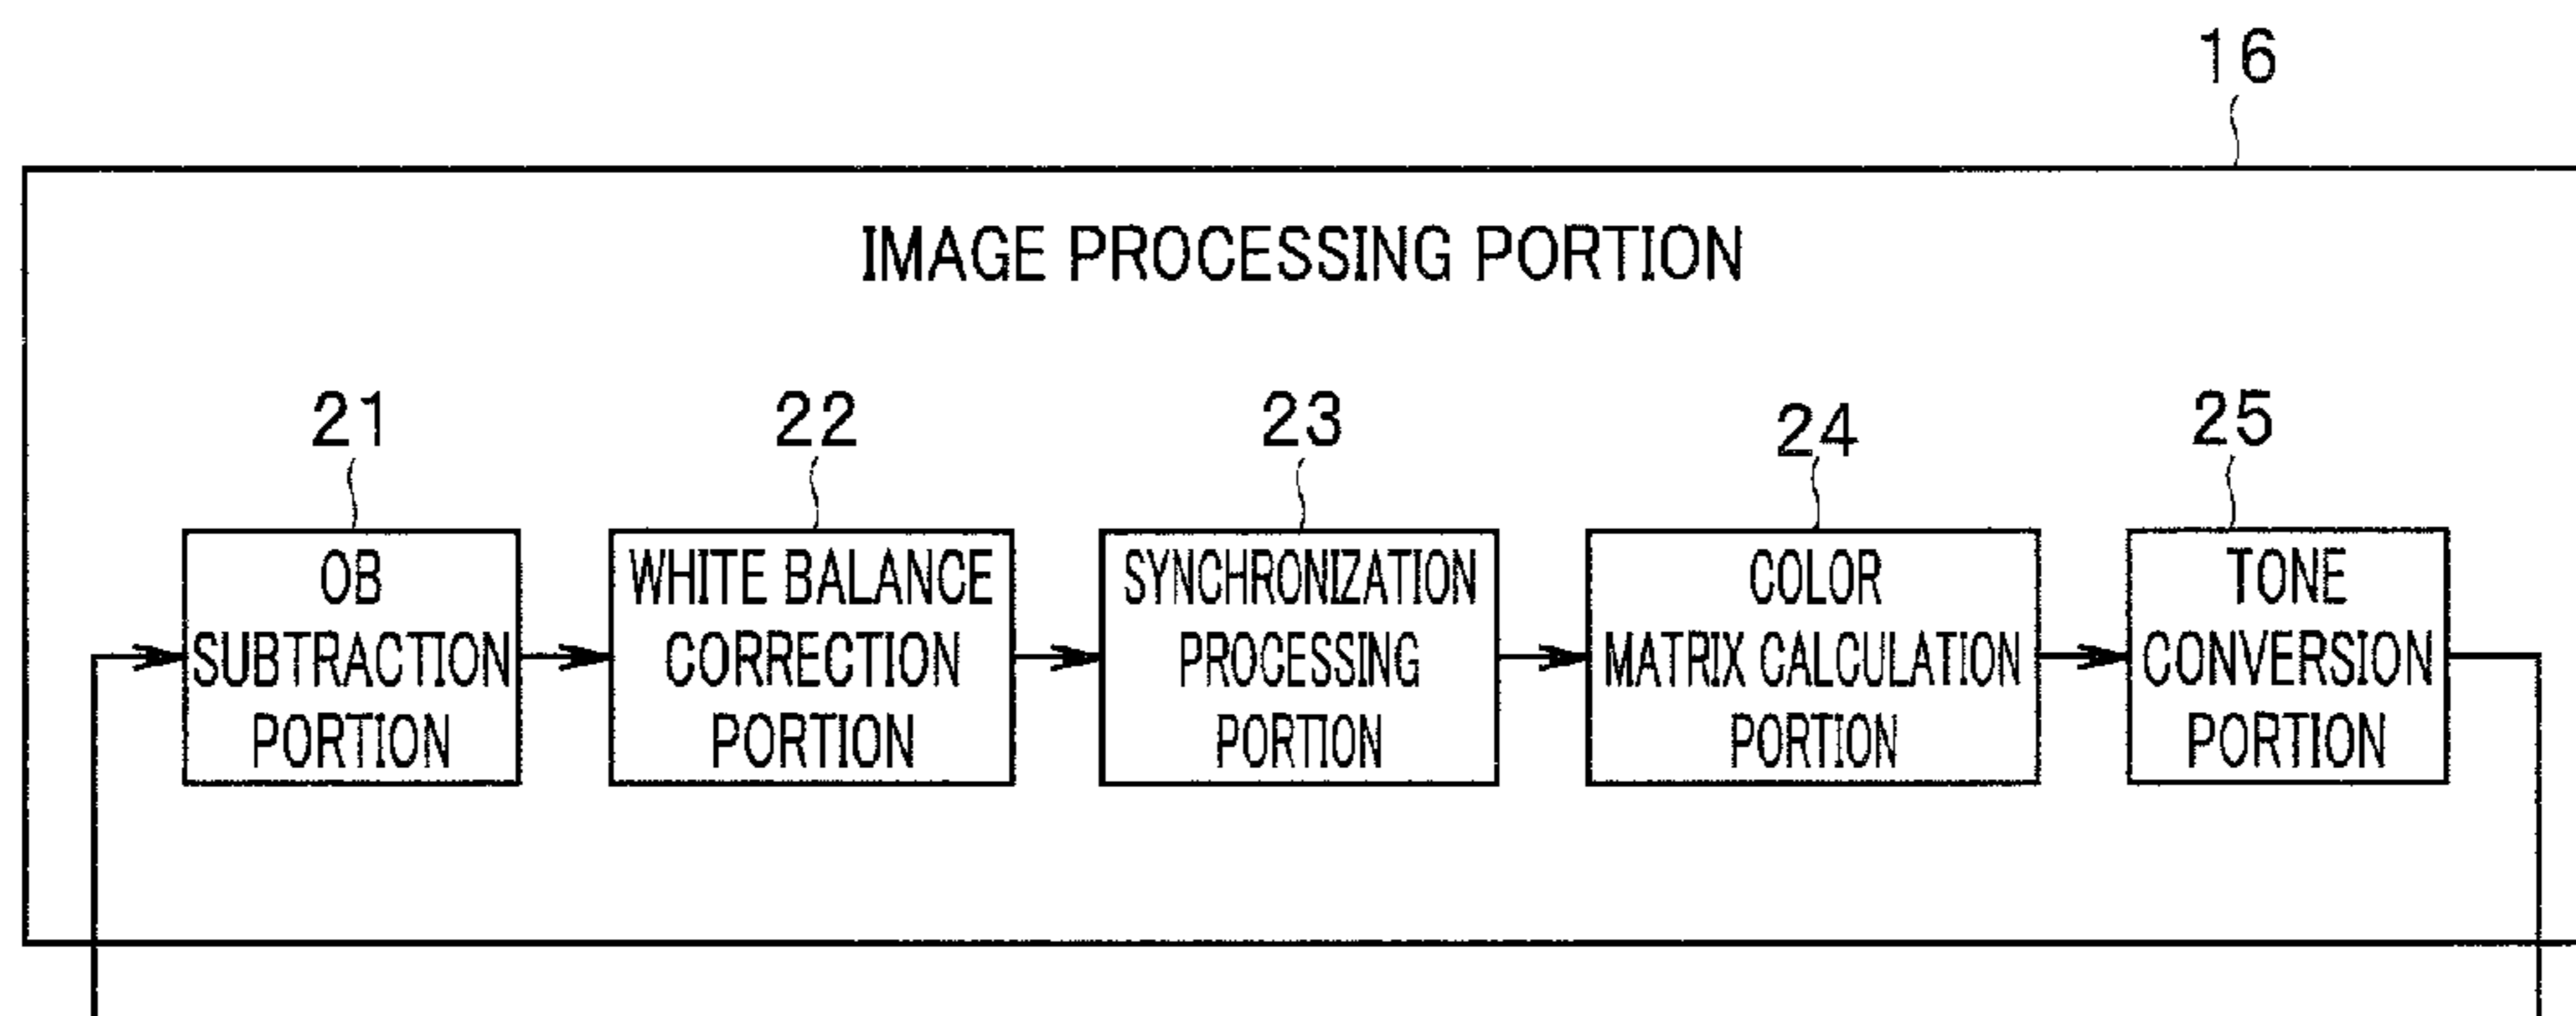 16
IMAGE PROCESSING PORTION
21
22
23
24
25
OB
SUBTRACTION
PORTION
WHITE BALANCE
CORRECTION
PORTION
SYNCHRONIZATION
PROCESSING
PORTION
COLOR
MATRIX CALCULATION
PORTION
TONE
CONVERSION
PORTION